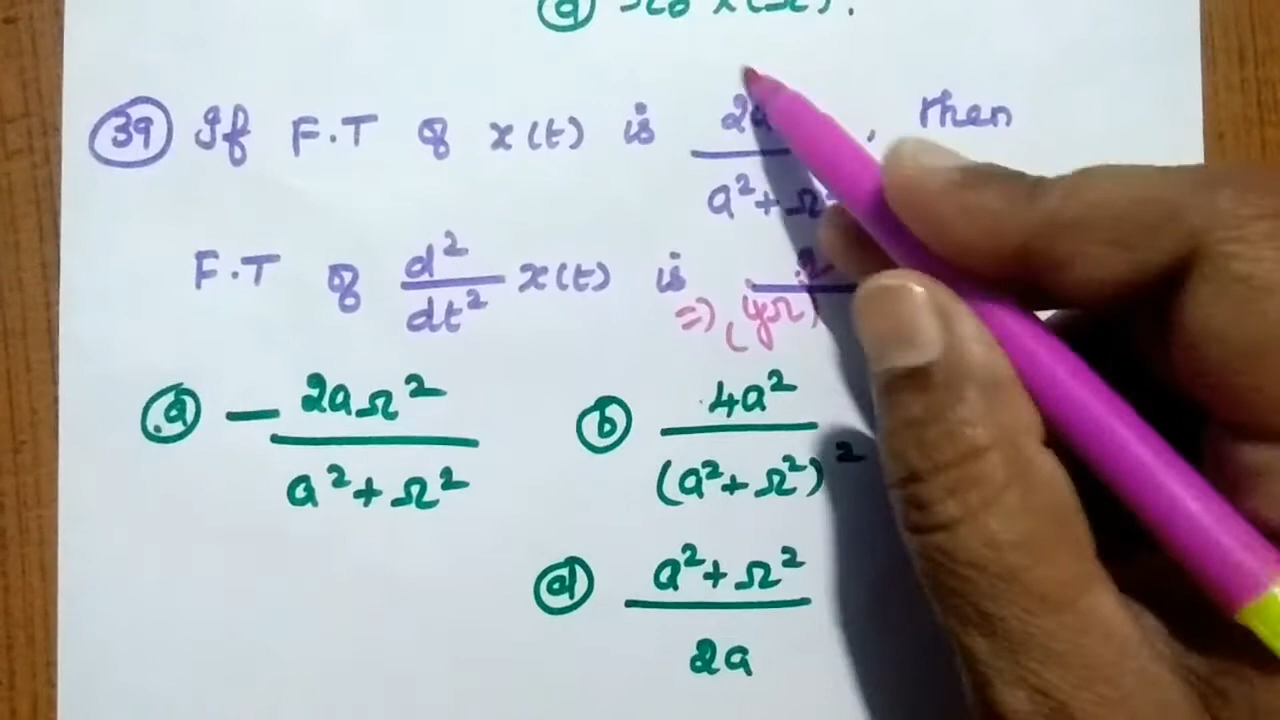 (39) If F.T of x(t) is 2a / a²+Ω², then
F.T of d²/dt² x(t) is
=> (jΩ)²
(a) - 2aΩ² / a²+Ω² (b) 4a² / (a²+Ω²)²
(d) a²+Ω² / 2a